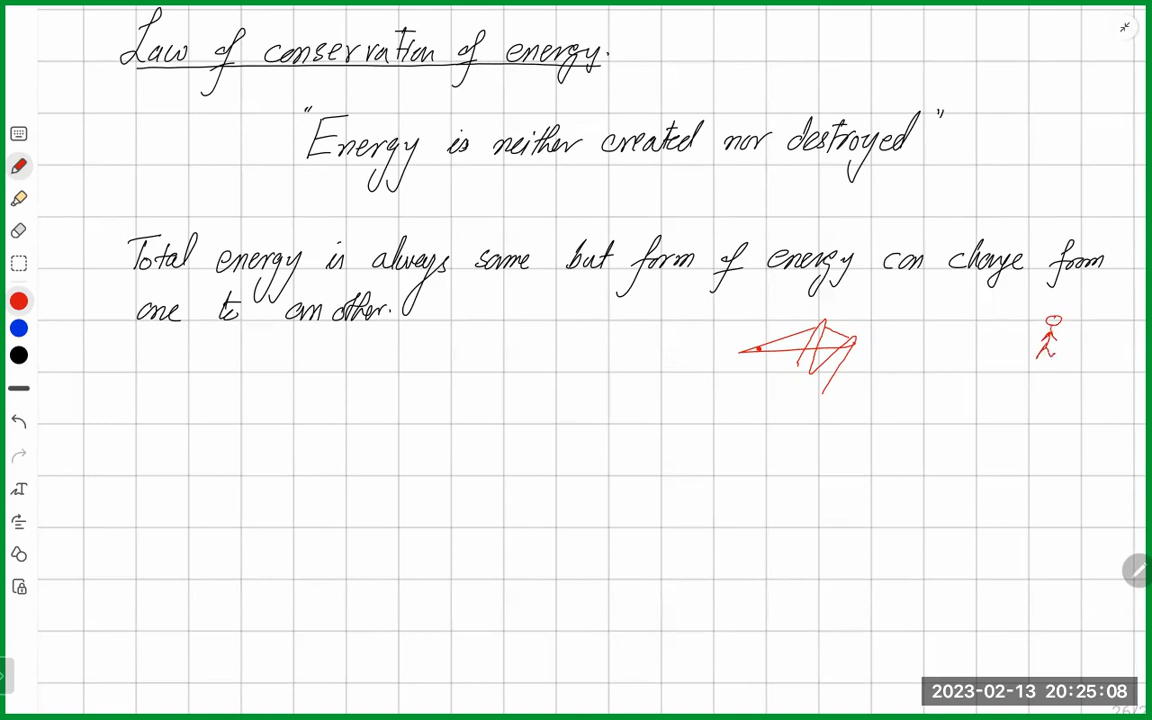 Law of conservation of energy.
"Energy is neither created nor destroyed"
Total energy is always same but form of energy can change from
one to another.
2023-02-13 20:25:08